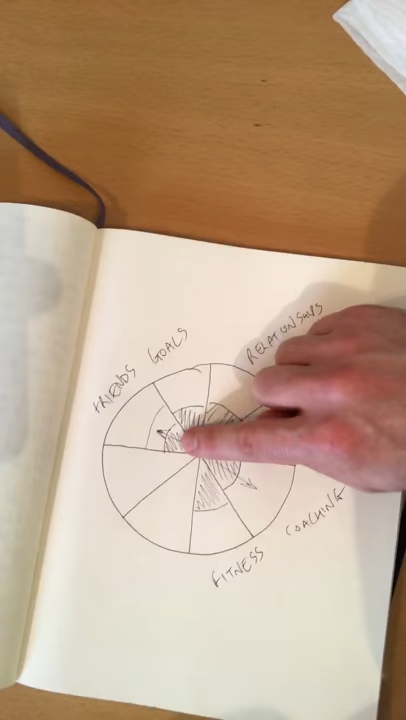 FRIENDS
GOALS
RELATIONSHIPS
COACHING
FITNESS